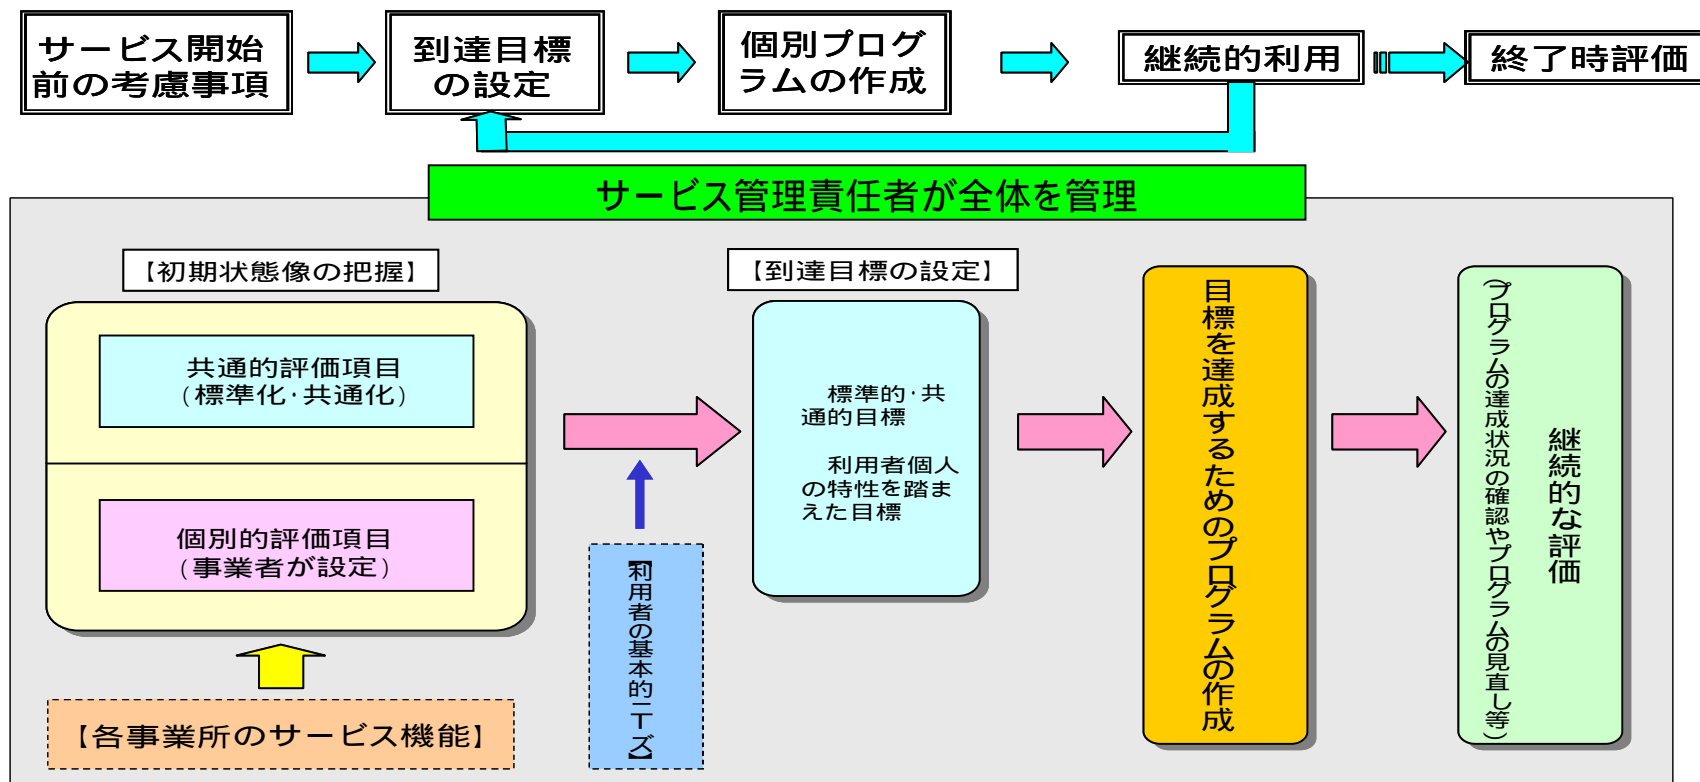 サービス開始
前の考慮事項
到達目標
の設定
個別プログ
ラムの作成
継続的利用
終了時評価
サービス管理責任者が全体を管理
【初期状態像の把握】
共通的評価項目
(標準化・共通化)
個別的評価項目
(事業者が設定)
【各事業所のサービス機能】
【利用者の基本的ニーズ】
【到達目標の設定】
標準的・共
通的目標
利用者個人
の特性を踏ま
えた目標
目標を達成するためのプログラムの作成
継続的な評価
(プログラムの達成状況の確認やプログラムの見直し等)